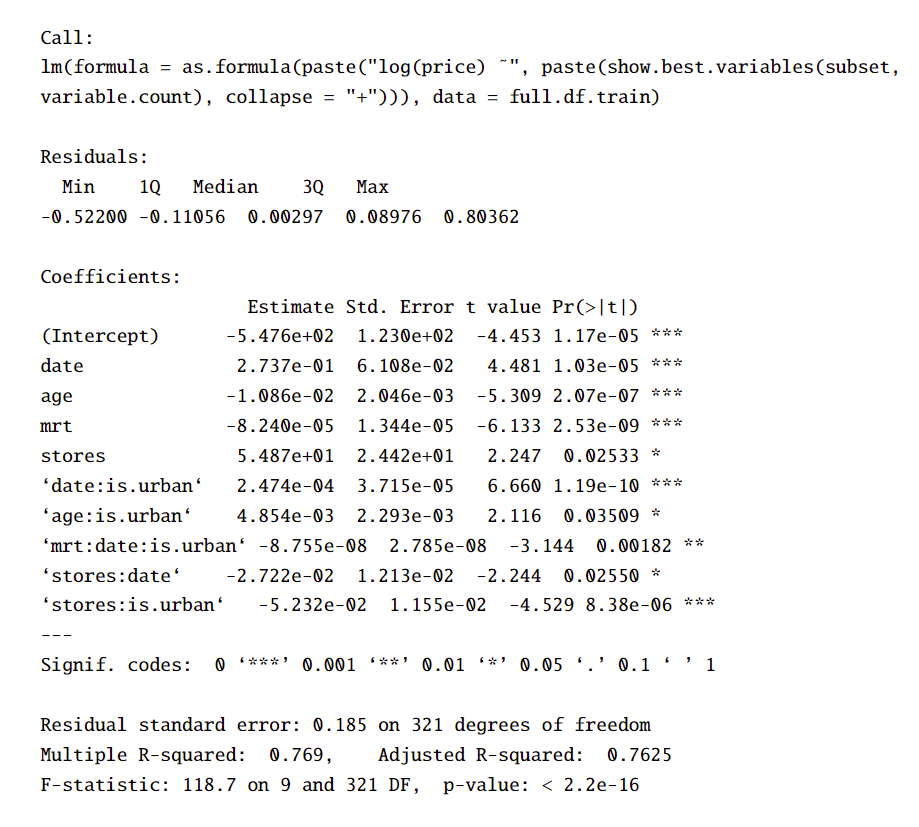 Call:
lm(formula = as.formula(paste("log(price) ~", paste(show.best.variables(subset,
variable.count), collapse = "+"))), data = full.df.train)
Residuals:
Min 1Q Median 3Q Max
-0.52200 -0.11056 0.00297 0.08976 0.80362
Coefficients:
Estimate Std. Error t value Pr(>|t|)
(Intercept) -5.476e+02 1.230e+02 -4.453 1.17e-05 ***
date 2.737e-01 6.108e-02 4.481 1.03e-05 ***
age -1.086e-02 2.046e-03 -5.309 2.07e-07 ***
mrt -8.240e-05 1.344e-05 -6.133 2.53e-09 ***
stores 5.487e+01 2.442e+01 2.247 0.02533 *
‘date:is.urban‘ 2.474e-04 3.715e-05 6.660 1.19e-10 ***
‘age:is.urban‘ 4.854e-03 2.293e-03 2.116 0.03509 *
‘mrt:date:is.urban‘ -8.755e-08 2.785e-08 -3.144 0.00182 **
‘stores:date‘ -2.722e-02 1.213e-02 -2.244 0.02550 *
‘stores:is.urban‘ -5.232e-02 1.155e-02 -4.529 8.38e-06 ***
---
Signif. codes: 0 ‘***’ 0.001 ‘**’ 0.01 ‘*’ 0.05 ‘.’ 0.1 ‘ ’ 1
Residual standard error: 0.185 on 321 degrees of freedom
Multiple R-squared: 0.769, Adjusted R-squared: 0.7625
F-statistic: 118.7 on 9 and 321 DF, p-value: < 2.2e-16